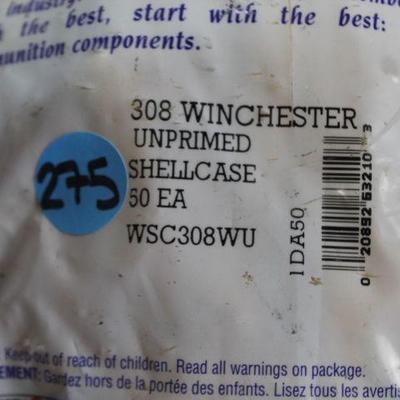 the best, start with the best:
components.
308 WINCHESTER
UNPRIMED
275
SHELLCASE
50 EA
WSC308WU
1DA50
0 20892 63210 3
Keep out of reach of children. Read all warnings on package.
Gardez hors de la portée des enfants. Lisez tous les